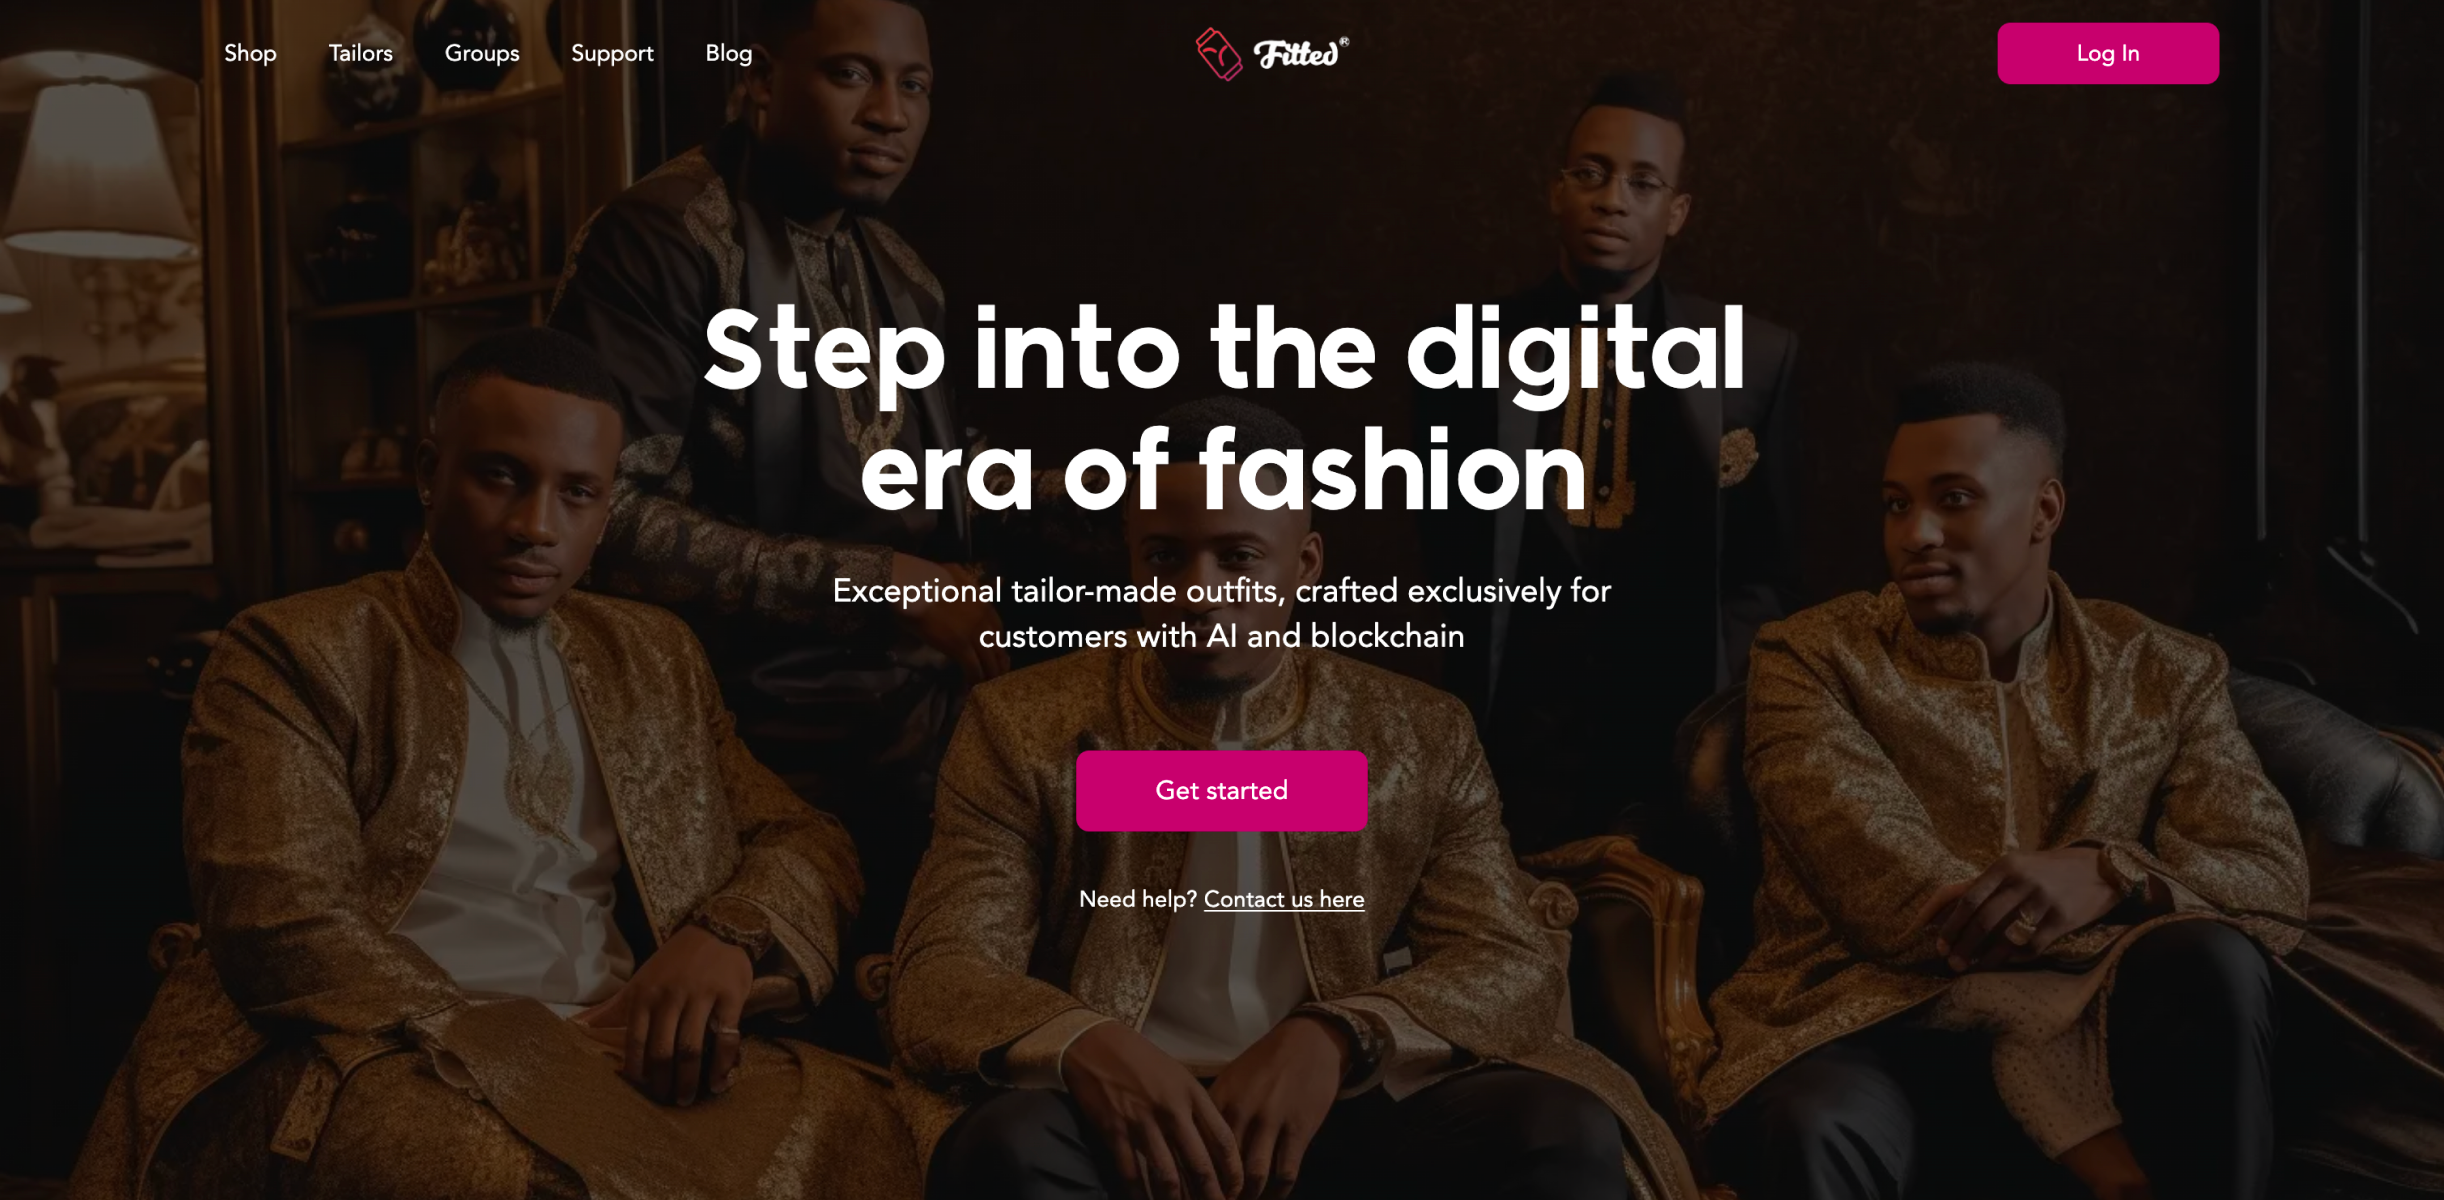 Shop Tailors Groups Support Blog Fitted® Log In
Step into the digital
era of fashion
Exceptional tailor-made outfits, crafted exclusively for
customers with AI and blockchain
Get started
Need help? Contact us here